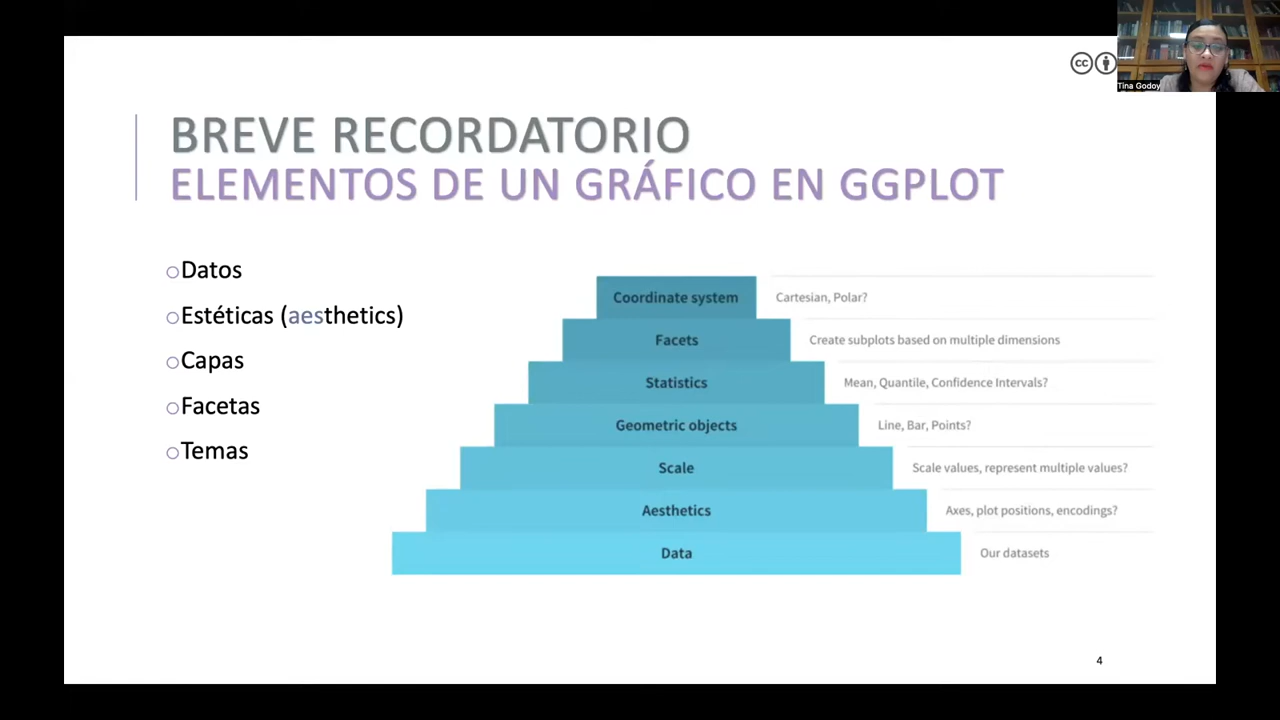 cc
Tina Godoy
BREVE RECORDATORIO
ELEMENTOS DE UN GRÁFICO EN GGPLOT
Datos
Estéticas (aesthetics)
Capas
Facetas
Temas
Coordinate system Cartesian, Polar?
Facets Create subplots based on multiple dimensions
Statistics Mean, Quantile, Confidence Intervals?
Geometric objects Line, Bar, Points?
Scale Scale values, represent multiple values?
Aesthetics Axes, plot positions, encodings?
Data Our datasets
4